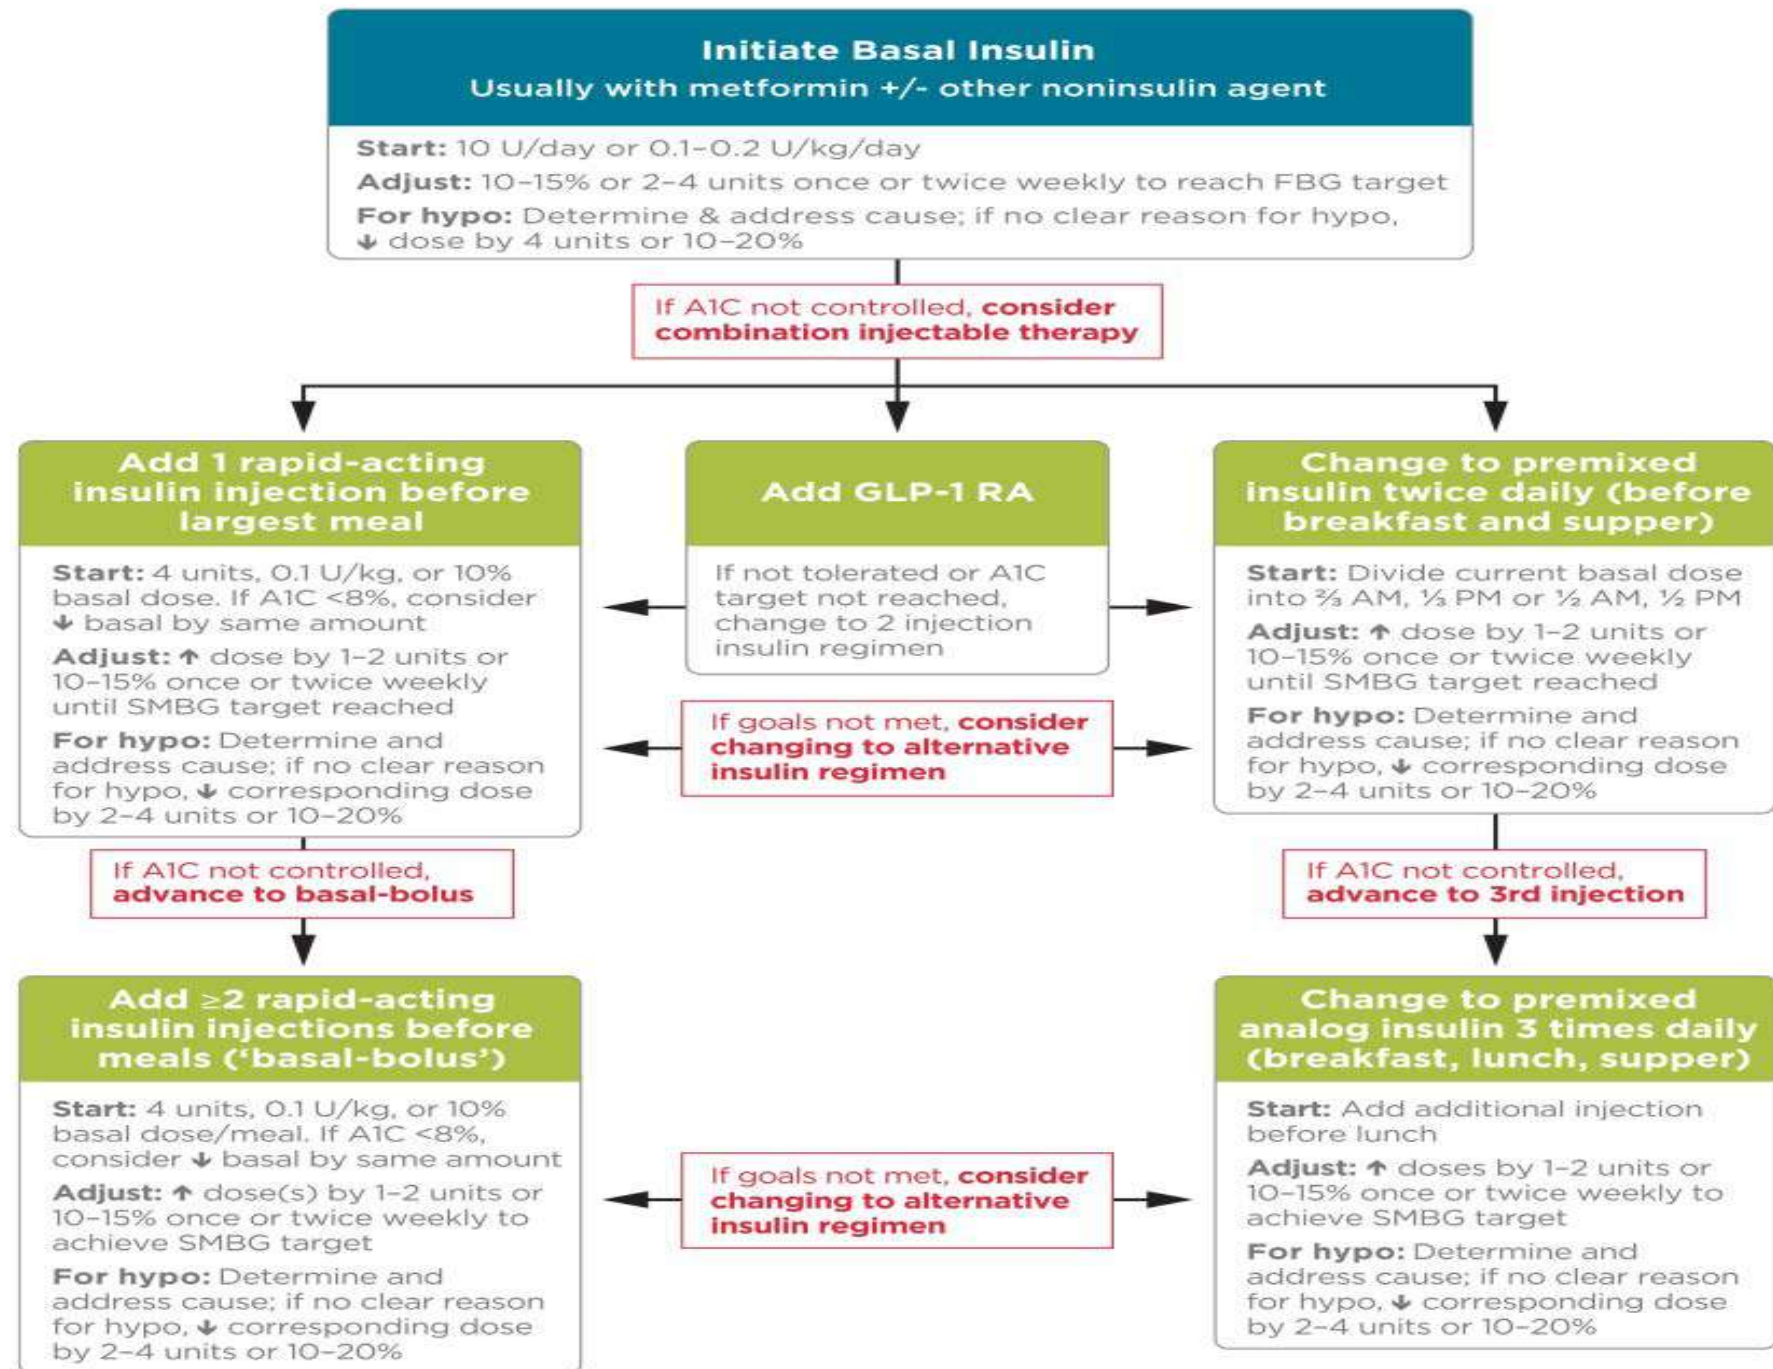 Initiate Basal Insulin
Usually with metformin +/- other noninsulin agent
Start: 10 U/day or 0.1–0.2 U/kg/day
Adjust: 10–15% or 2–4 units once or twice weekly to reach FBG target
For hypo: Determine & address cause; if no clear reason for hypo,
↓ dose by 4 units or 10–20%
If A1C not controlled, consider
combination injectable therapy
Add 1 rapid-acting
insulin injection before
largest meal
Start: 4 units, 0.1 U/kg, or 10%
basal dose. If A1C <8%, consider
↓ basal by same amount
Adjust: ↑ dose by 1–2 units or
10–15% once or twice weekly
until SMBG target reached
For hypo: Determine and
address cause; if no clear reason
for hypo, ↓ corresponding dose
by 2–4 units or 10–20%
Add GLP-1 RA
If not tolerated or A1C
target not reached,
change to 2 injection
insulin regimen
If goals not met, consider
changing to alternative
insulin regimen
Change to premixed
insulin twice daily (before
breakfast and supper)
Start: Divide current basal dose
into ⅔ AM, ⅓ PM or ½ AM, ½ PM
Adjust: ↑ dose by 1–2 units or
10–15% once or twice weekly
until SMBG target reached
For hypo: Determine and
address cause; if no clear reason
for hypo, ↓ corresponding dose
by 2–4 units or 10–20%
If A1C not controlled,
advance to basal-bolus
If A1C not controlled,
advance to 3rd injection
Add ≥2 rapid-acting
insulin injections before
meals (‘basal-bolus’)
Start: 4 units, 0.1 U/kg, or 10%
basal dose/meal. If A1C <8%,
consider ↓ basal by same amount
Adjust: ↑ dose(s) by 1–2 units or
10–15% once or twice weekly to
achieve SMBG target
For hypo: Determine and
address cause; if no clear reason
for hypo, ↓ corresponding dose
by 2–4 units or 10–20%
If goals not met, consider
changing to alternative
insulin regimen
Change to premixed
analog insulin 3 times daily
(breakfast, lunch, supper)
Start: Add additional injection
before lunch
Adjust: ↑ doses by 1–2 units or
10–15% once or twice weekly to
achieve SMBG target
For hypo: Determine and
address cause; if no clear reason
for hypo, ↓ corresponding dose
by 2–4 units or 10–20%